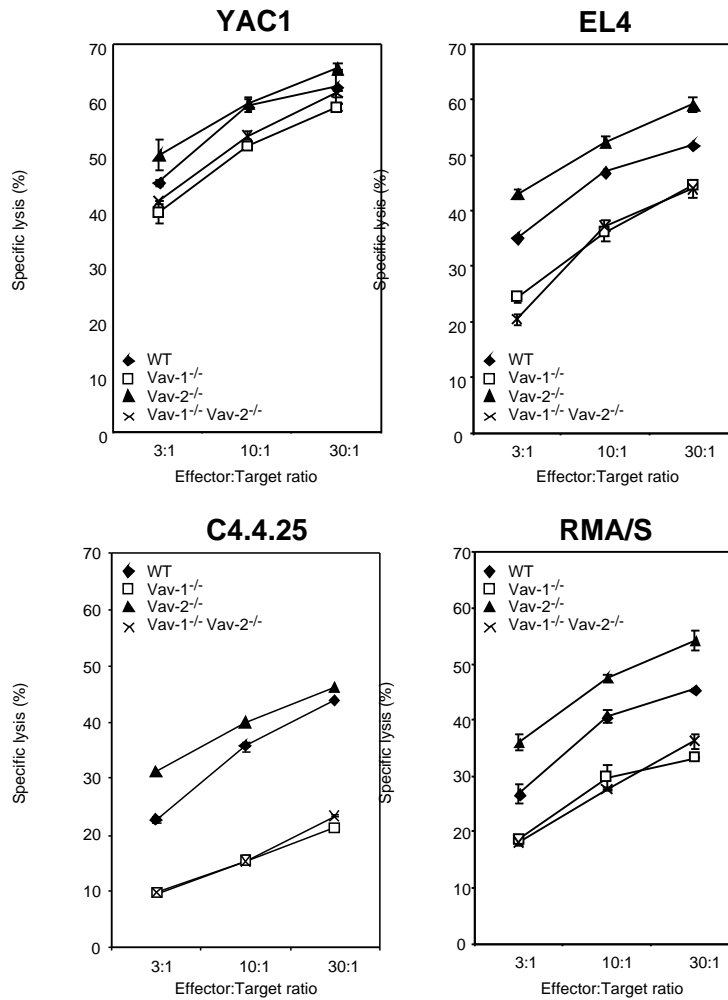 YAC1
70
60
50
40
30
20
10
0
Specific lysis (%)
WT
Vav-1-/-
Vav-2-/-
Vav-1-/- Vav-2-/-
3:1 10:1 30:1
Effector:Target ratio
EL4
70
60
50
40
30
20
10
0
Specific lysis (%)
WT
Vav-1-/-
Vav-2-/-
Vav-1-/- Vav-2-/-
3:1 10:1 30:1
Effector:Target ratio
C4.4.25
70
60
50
40
30
20
10
0
Specific lysis (%)
WT
Vav-1-/-
Vav-2-/-
Vav-1-/- Vav-2-/-
3:1 10:1 30:1
Effector:Target ratio
RMA/S
70
60
50
40
30
20
10
0
Specific lysis (%)
WT
Vav-1-/-
Vav-2-/-
Vav-1-/- Vav-2-/-
3:1 10:1 30:1
Effector:Target ratio